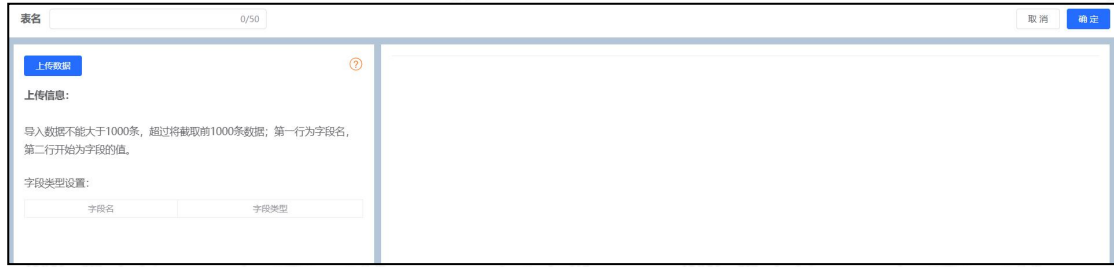 表名 0/50 取消 确定
上传数据 ?
上传信息:
导入数据不能大于1000条, 超过将截取前1000条数据; 第一行为字段名,
第二行开始为字段的值。
字段类型设置:
字段名 字段类型